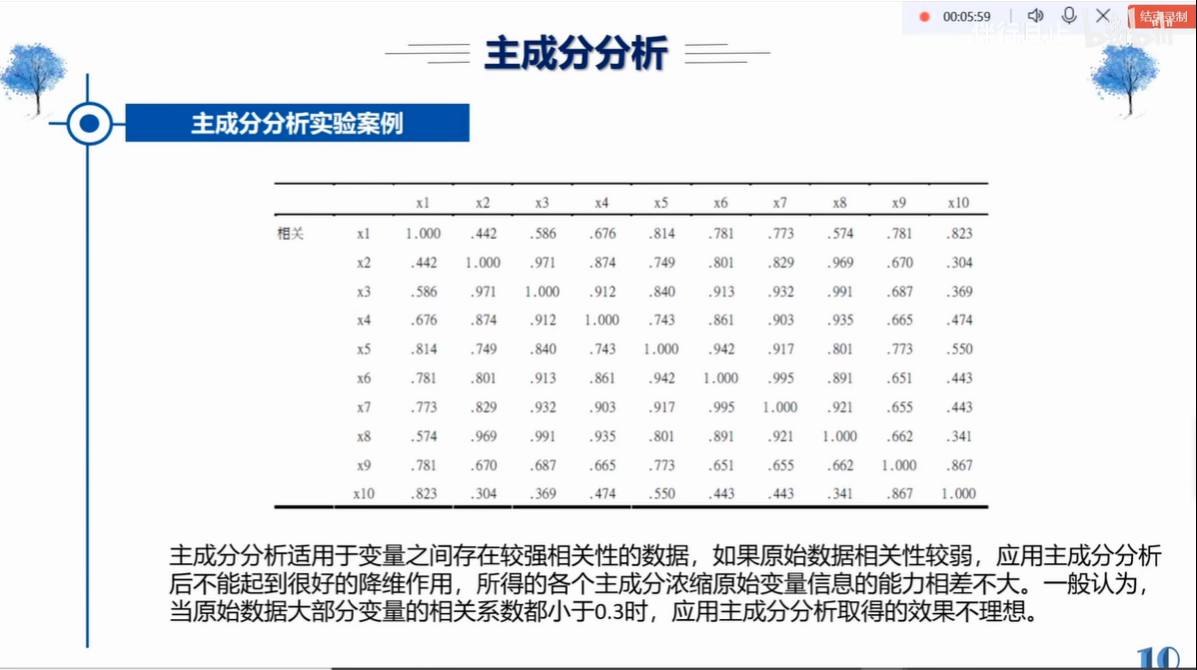 00:05:59
结束录制
主成分分析
主成分分析实验案例
x1 x2 x3 x4 x5 x6 x7 x8 x9 x10
相关 x1 1.000 .442 .586 .676 .814 .781 .773 .574 .781 .823
x2 .442 1.000 .971 .874 .749 .801 .829 .969 .670 .304
x3 .586 .971 1.000 .912 .840 .913 .932 .991 .687 .369
x4 .676 .874 .912 1.000 .743 .861 .903 .935 .665 .474
x5 .814 .749 .840 .743 1.000 .942 .917 .801 .773 .550
x6 .781 .801 .913 .861 .942 1.000 .995 .891 .651 .443
x7 .773 .829 .932 .903 .917 .995 1.000 .921 .655 .443
x8 .574 .969 .991 .935 .801 .891 .921 1.000 .662 .341
x9 .781 .670 .687 .665 .773 .651 .655 .662 1.000 .867
x10 .823 .304 .369 .474 .550 .443 .443 .341 .867 1.000
主成分分析适用于变量之间存在较强相关性的数据，如果原始数据相关性较弱，应用主成分分析
后不能起到很好的降维作用，所得的各个主成分浓缩原始变量信息的能力相差不大。一般认为，
当原始数据大部分变量的相关系数都小于0.3时，应用主成分分析取得的效果不理想。
10